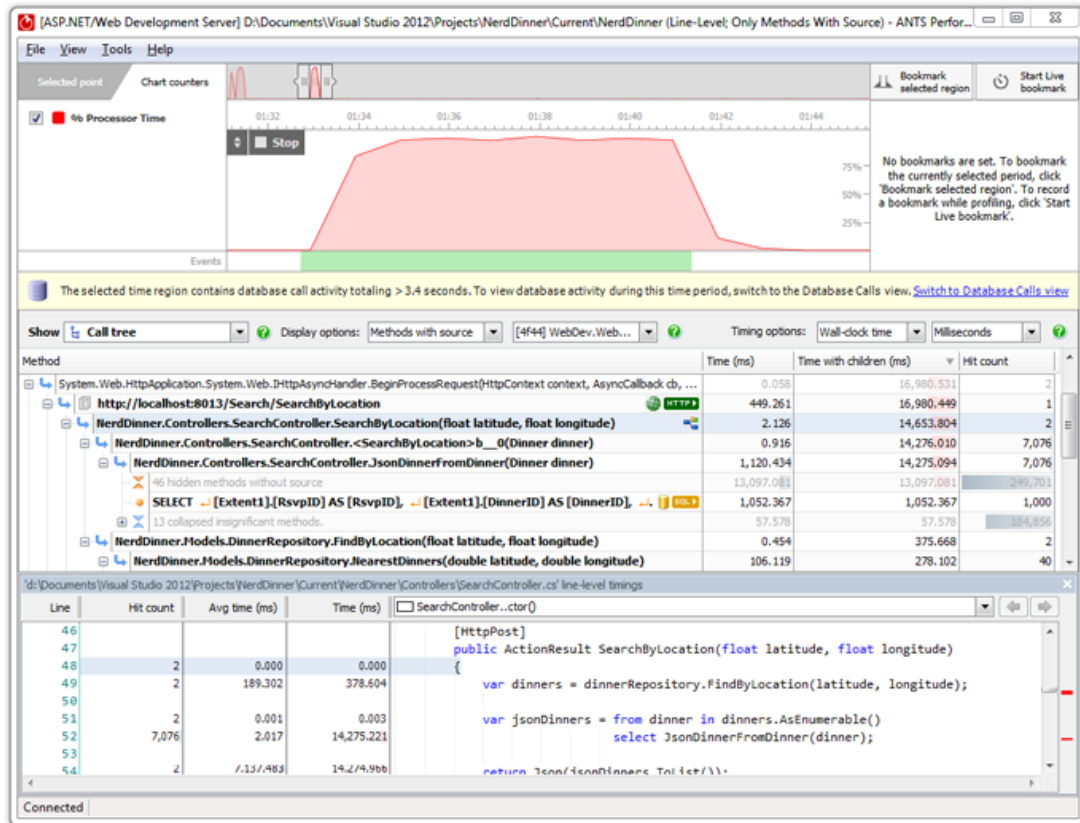 [ASP.NET/Web Development Server] D:\Documents\Visual Studio 2012\Projects\NerdDinner\Current\NerdDinner (Line-Level; Only Methods With Source) - ANTS Perfor...
File View Tools Help
Selected point Chart counters
Bookmark selected region
Start Live bookmark
% Processor Time
01:32 01:34 01:36 01:38 01:40 01:42 01:44
Stop
75%
50%
25%
No bookmarks are set. To bookmark
the currently selected period, click
'Bookmark selected region'. To record
a bookmark while profiling, click 'Start
Live bookmark'.
Events
The selected time region contains database call activity totaling > 3.4 seconds. To view database activity during this time period, switch to the Database Calls view. Switch to Database Calls view
Show Call tree Display options: Methods with source [4f44] WebDev.Web... Timing options: Wall-clock time Milliseconds
Method Time (ms) Time with children (ms) Hit count
System.Web.HttpApplication.System.Web.IHttpAsyncHandler.BeginProcessRequest(HttpContext context, AsyncCallback cb, ... 0.058 16,980.531 2
http://localhost:8013/Search/SearchByLocation HTTP 449.261 16,980.449 1
NerdDinner.Controllers.SearchController.SearchByLocation(float latitude, float longitude) 2.126 14,653.804 2
NerdDinner.Controllers.SearchController.<SearchByLocation>b__0(Dinner dinner) 0.916 14,276.010 7,076
NerdDinner.Controllers.SearchController.JsonDinnerFromDinner(Dinner dinner) 1,120.434 14,275.094 7,076
46 hidden methods without source 13,097.081 13,097.081 249,701
SELECT [Extent1].[RsvpID] AS [RsvpID], [Extent1].[DinnerID] AS [DinnerID], ... SQL 1,052.367 1,052.367 1,000
13 collapsed insignificant methods. 57.578 57.578 184,856
NerdDinner.Models.DinnerRepository.FindByLocation(float latitude, float longitude) 0.454 375.668 2
NerdDinner.Models.DinnerRepository.NearestDinners(double latitude, double longitude) 106.119 278.102 40
'd:\Documents\Visual Studio 2012\Projects\NerdDinner\Current\NerdDinner\Controllers\SearchController.cs' line-level timings
Line Hit count Avg time (ms) Time (ms) SearchController..ctor()
46 [HttpPost]
47 public ActionResult SearchByLocation(float latitude, float longitude)
48 2 0.000 0.000 {
49 2 189.302 378.604 var dinners = dinnerRepository.FindByLocation(latitude, longitude);
50
51 2 0.001 0.003 var jsonDinners = from dinner in dinners.AsEnumerable()
52 7,076 2.017 14,275.221 select JsonDinnerFromDinner(dinner);
53
54 2 7,137.483 14,274.966 return Json(jsonDinners.ToList());
Connected